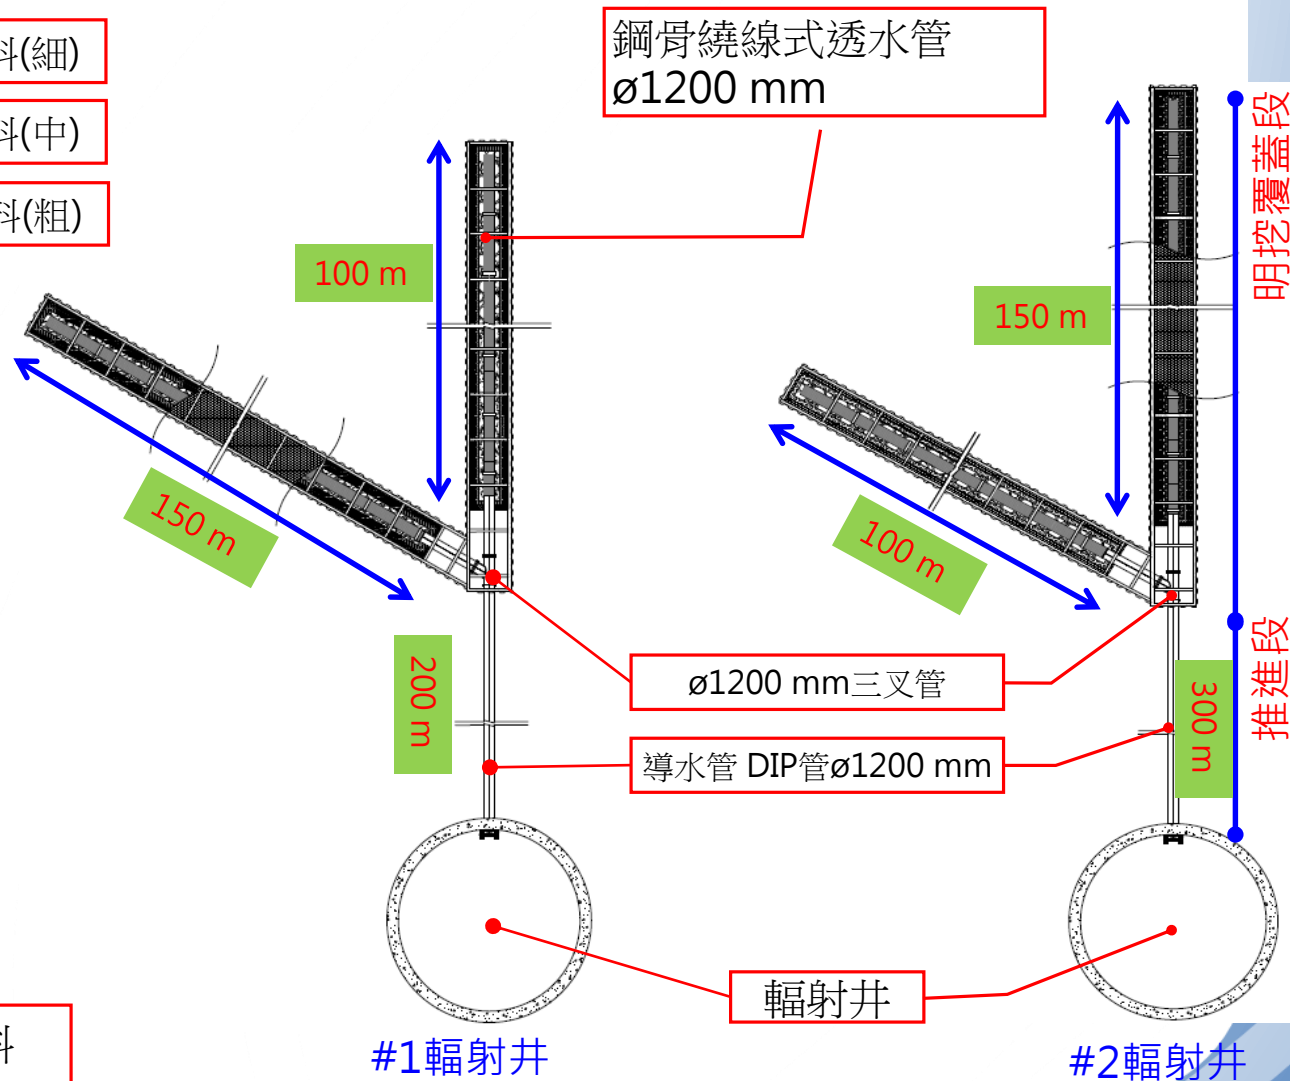 料(細)
料(中)
料(粗)
鋼骨繞線式透水管
ø1200 mm
明挖覆蓋段
100 m
150 m
150 m
100 m
200 m
ø1200 mm三叉管
300 m
推進段
導水管 DIP管ø1200 mm
輻射井
料
#1輻射井
#2輻射井